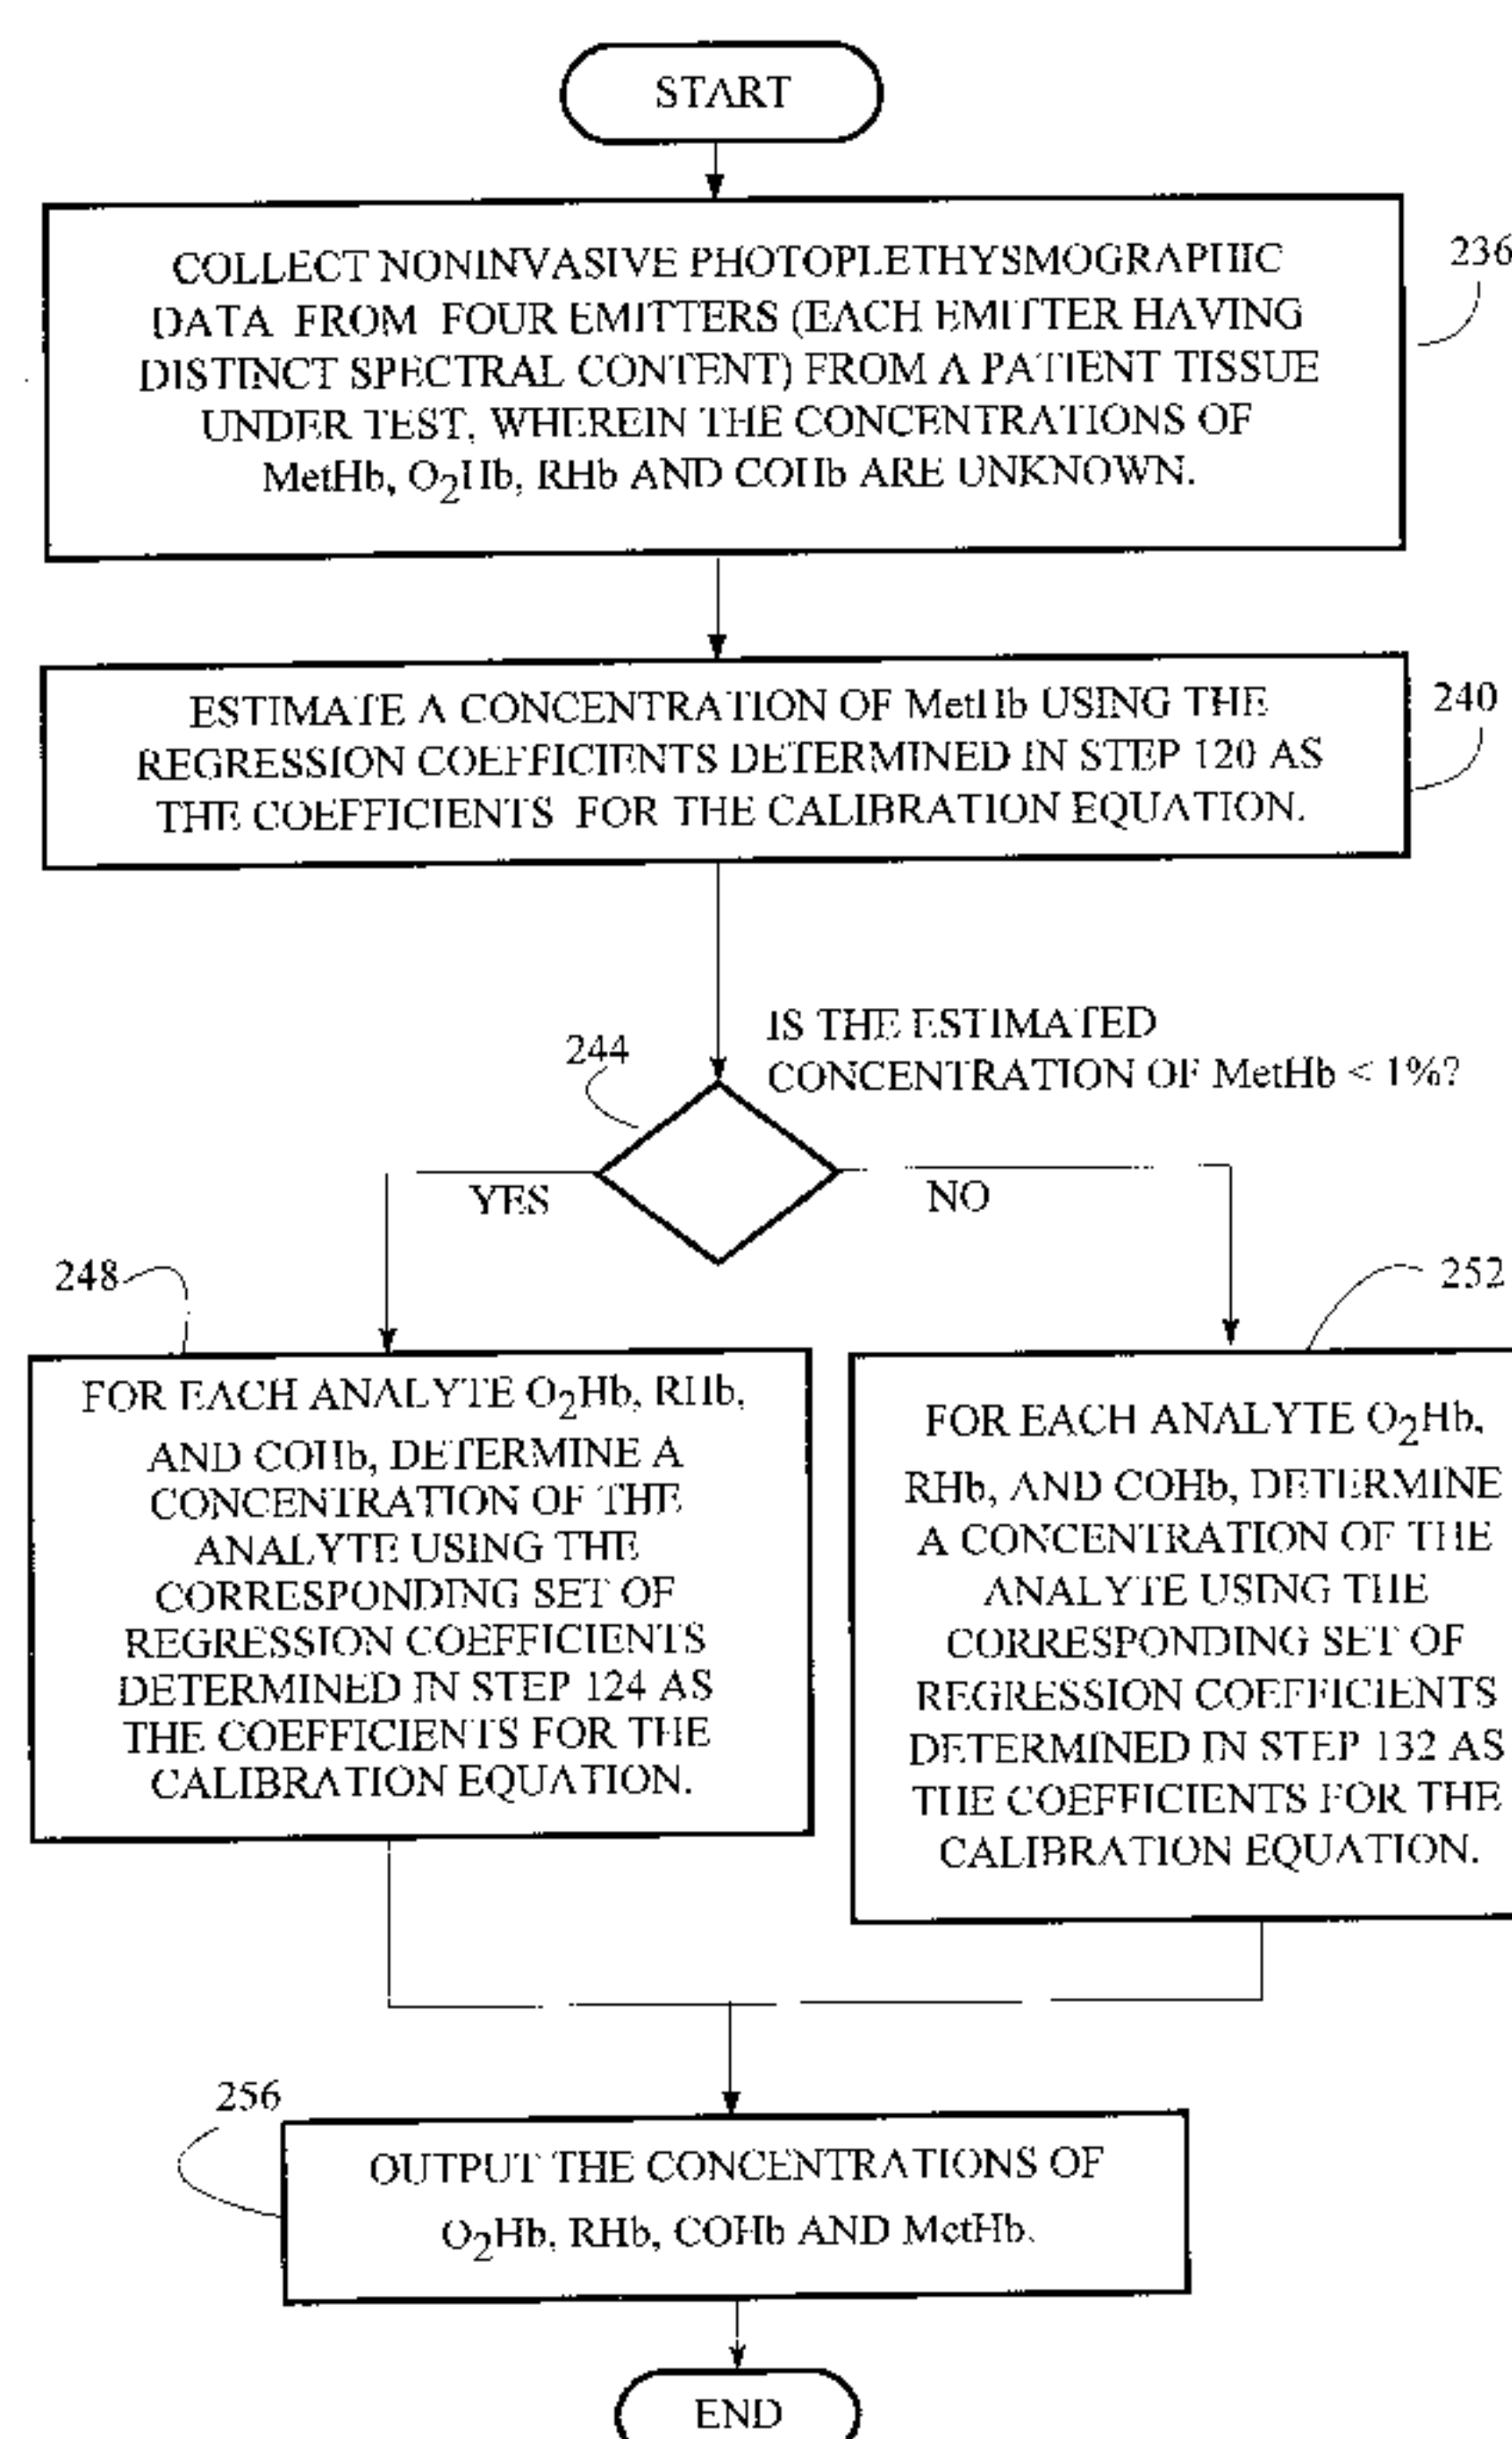 START
COLLECT NONINVASIVE PHOTOPLETHYSMOGRAPHIC
DATA FROM FOUR EMITTERS (EACH EMITTER HAVING
DISTINCT SPECTRAL CONTENT) FROM A PATIENT TISSUE
UNDER TEST, WHEREIN THE CONCENTRATIONS OF
MetHb, O2Hb, RHb AND COHb ARE UNKNOWN.
236
ESTIMATE A CONCENTRATION OF MetHb USING THE
REGRESSION COEFFICIENTS DETERMINED IN STEP 120 AS
THE COEFFICIENTS FOR THE CALIBRATION EQUATION.
240
IS THE ESTIMATED
CONCENTRATION OF MetHb < 1%?
244
YES
NO
248
FOR EACH ANALYTE O2Hb, RHb,
AND COHb, DETERMINE A
CONCENTRATION OF THE
ANALYTE USING THE
CORRESPONDING SET OF
REGRESSION COEFFICIENTS
DETERMINED IN STEP 124 AS
THE COEFFICIENTS FOR THE
CALIBRATION EQUATION.
252
FOR EACH ANALYTE O2Hb,
RHb, AND COHb, DETERMINE
A CONCENTRATION OF THE
ANALYTE USING THE
CORRESPONDING SET OF
REGRESSION COEFFICIENTS
DETERMINED IN STEP 132 AS
THE COEFFICIENTS FOR THE
CALIBRATION EQUATION.
256
OUTPUT THE CONCENTRATIONS OF
O2Hb, RHb, COHb AND MetHb.
END